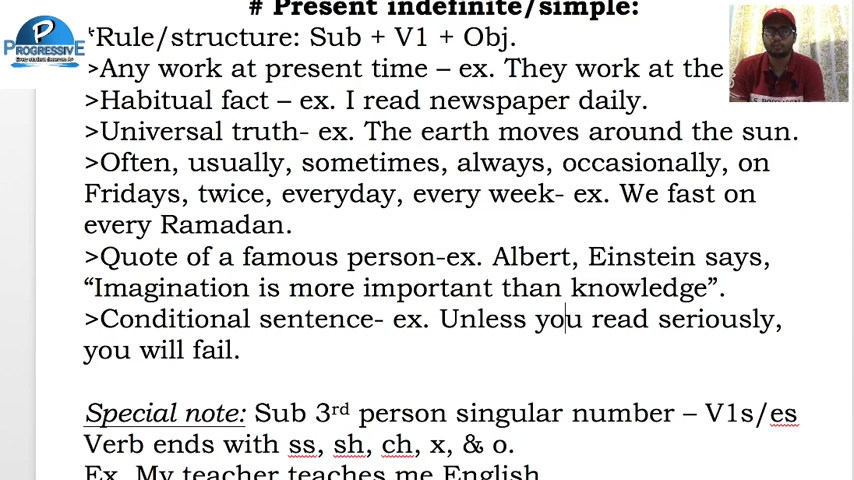 # Present indefinite/simple:
*Rule/structure: Sub + V1 + Obj.
PROGRESSIVE
>Any work at present time – ex. They work at the
>Habitual fact – ex. I read newspaper daily.
>Universal truth- ex. The earth moves around the sun.
>Often, usually, sometimes, always, occasionally, on
Fridays, twice, everyday, every week- ex. We fast on
every Ramadan.
>Quote of a famous person-ex. Albert, Einstein says,
“Imagination is more important than knowledge”.
>Conditional sentence- ex. Unless you read seriously,
you will fail.
Special note: Sub 3rd person singular number – V1s/es
Verb ends with ss, sh, ch, x, & o.
Ex. My teacher teaches me English